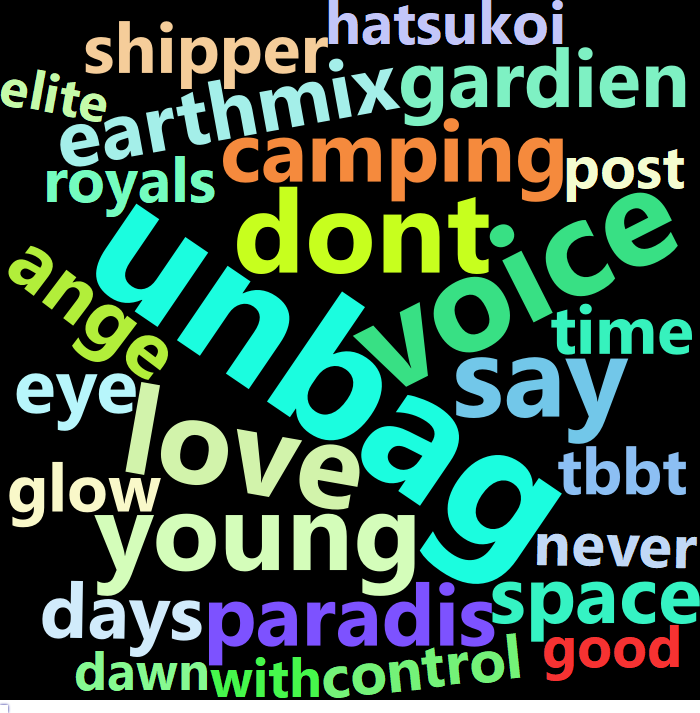 hatsukoi
shipper
elite
earthmix
gardien
camping
royals
post
dont
voice
unbag
ange
time
say
eye
love
tbbt
glow
young
never
days
paradis
space
good
dawn
with
control